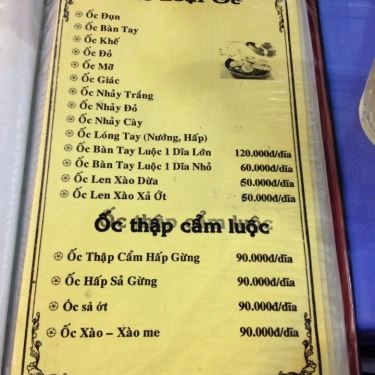 Ốc
✽ Ốc Đụn
✽ Ốc Bàn Tay
✽ Ốc Khế
✽ Ốc Đỏ
✽ Ốc Mỡ
✽ Ốc Giác
✽ Ốc Nhảy Trắng
✽ Ốc Nhảy Đỏ
✽ Ốc Nhảy Cày
✽ Ốc Lóng Tay (Nướng, Hấp)
✽ Ốc Bàn Tay Luộc 1 Dĩa Lớn 120.000đ/dĩa
✽ Ốc Bàn Tay Luộc 1 Dĩa Nhỏ 60.000đ/dĩa
✽ Ốc Len Xào Dừa 50.000đ/dĩa
✽ Ốc Len Xào Xả Ớt 50.000đ/dĩa
Ốc thập cẩm luộc
✽ Ốc Thập Cẩm Hấp Gừng 90.000đ/dĩa
✽ Ốc Hấp Sả Gừng 90.000đ/dĩa
✽ Ốc sả ớt 90.000đ/dĩa
✽ Ốc Xào – Xào me 90.000đ/dĩa